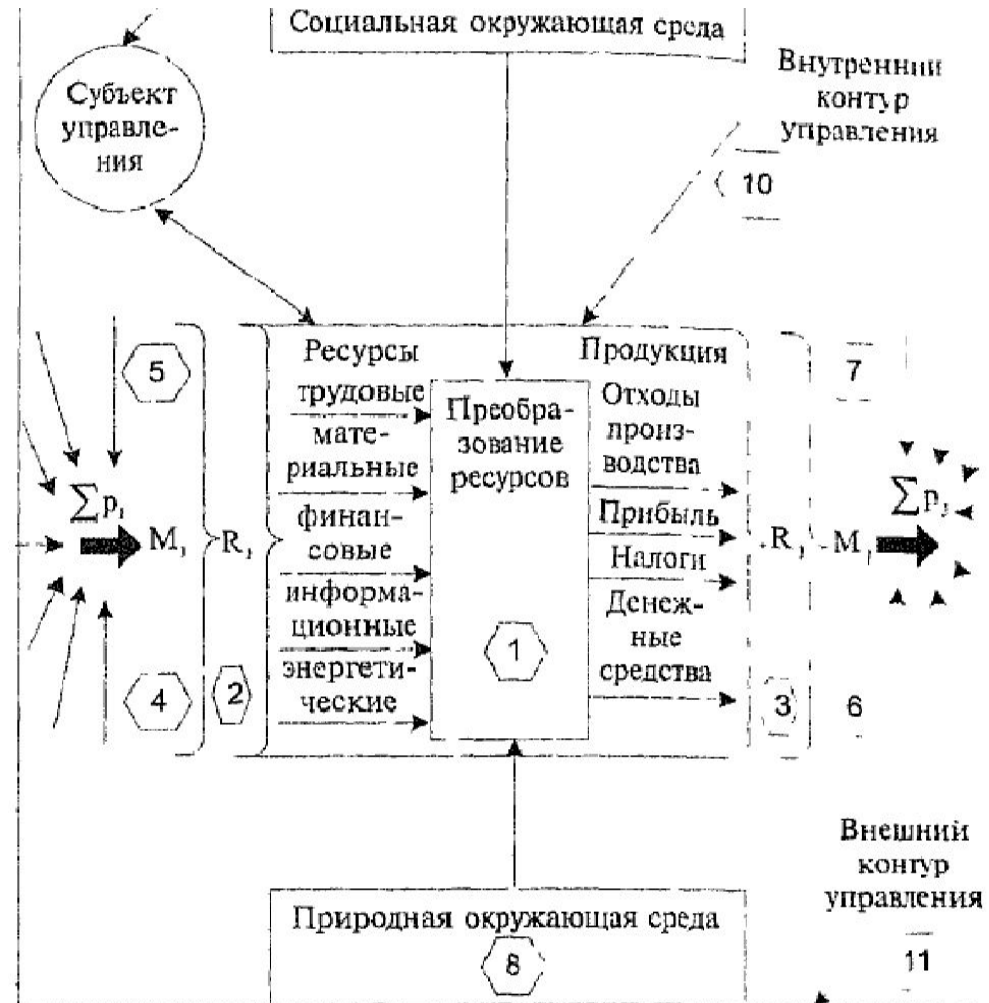 Социальная окружающая среда
Субъект
управле-
ния
Внутренний
контур
управления
10
5
Ресурсы
трудовые
мате-
риальные
финан-
совые
информа-
ционные
энергети-
ческие
Преобра-
зование
ресурсов
1
Продукция
Отходы
произ-
водства
Прибыль
Налоги
Денеж-
ные
средства
7
∑p
M
R
R
M
∑p
4
2
3
6
Природная окружающая среда
8
Внешний
контур
управления
11